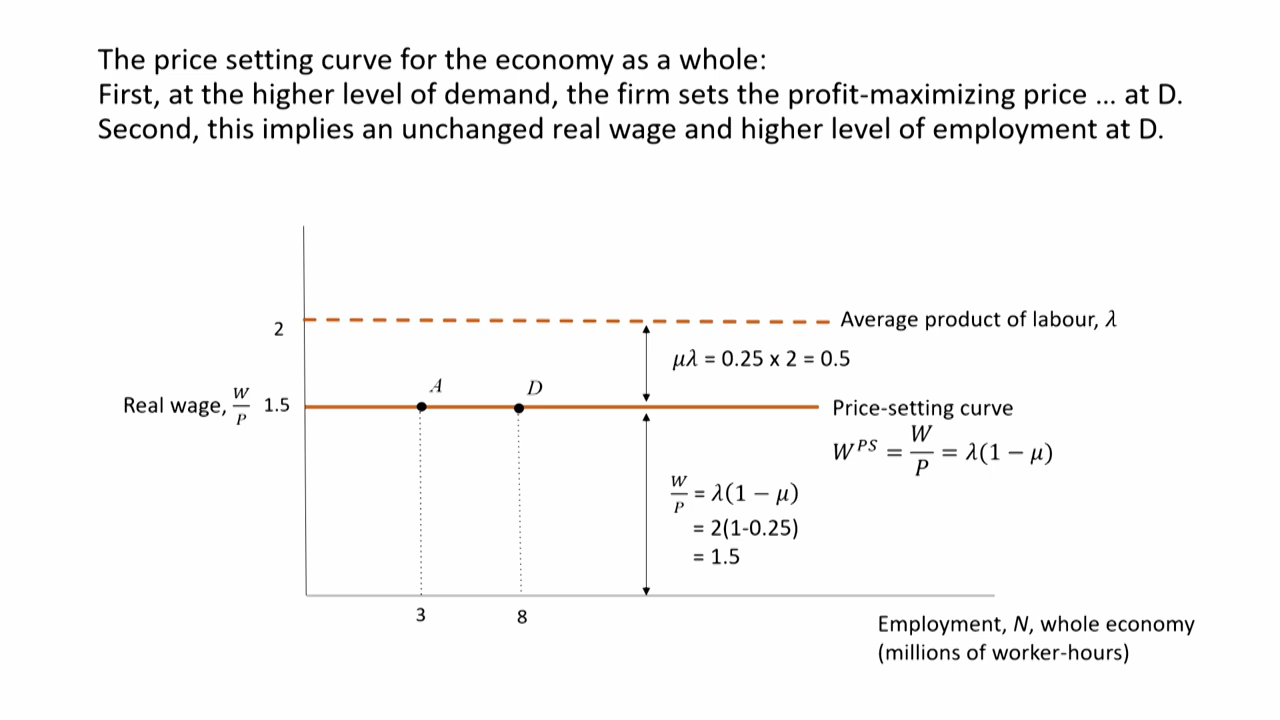 The price setting curve for the economy as a whole:
First, at the higher level of demand, the firm sets the profit-maximizing price ... at D.
Second, this implies an unchanged real wage and higher level of employment at D.
2
Average product of labour, λ
μλ = 0.25 x 2 = 0.5
A
D
Real wage, W/P 1.5
Price-setting curve
W^PS = W/P = λ(1 − μ)
W/P = λ(1 − μ)
= 2(1-0.25)
= 1.5
3
8
Employment, N, whole economy
(millions of worker-hours)